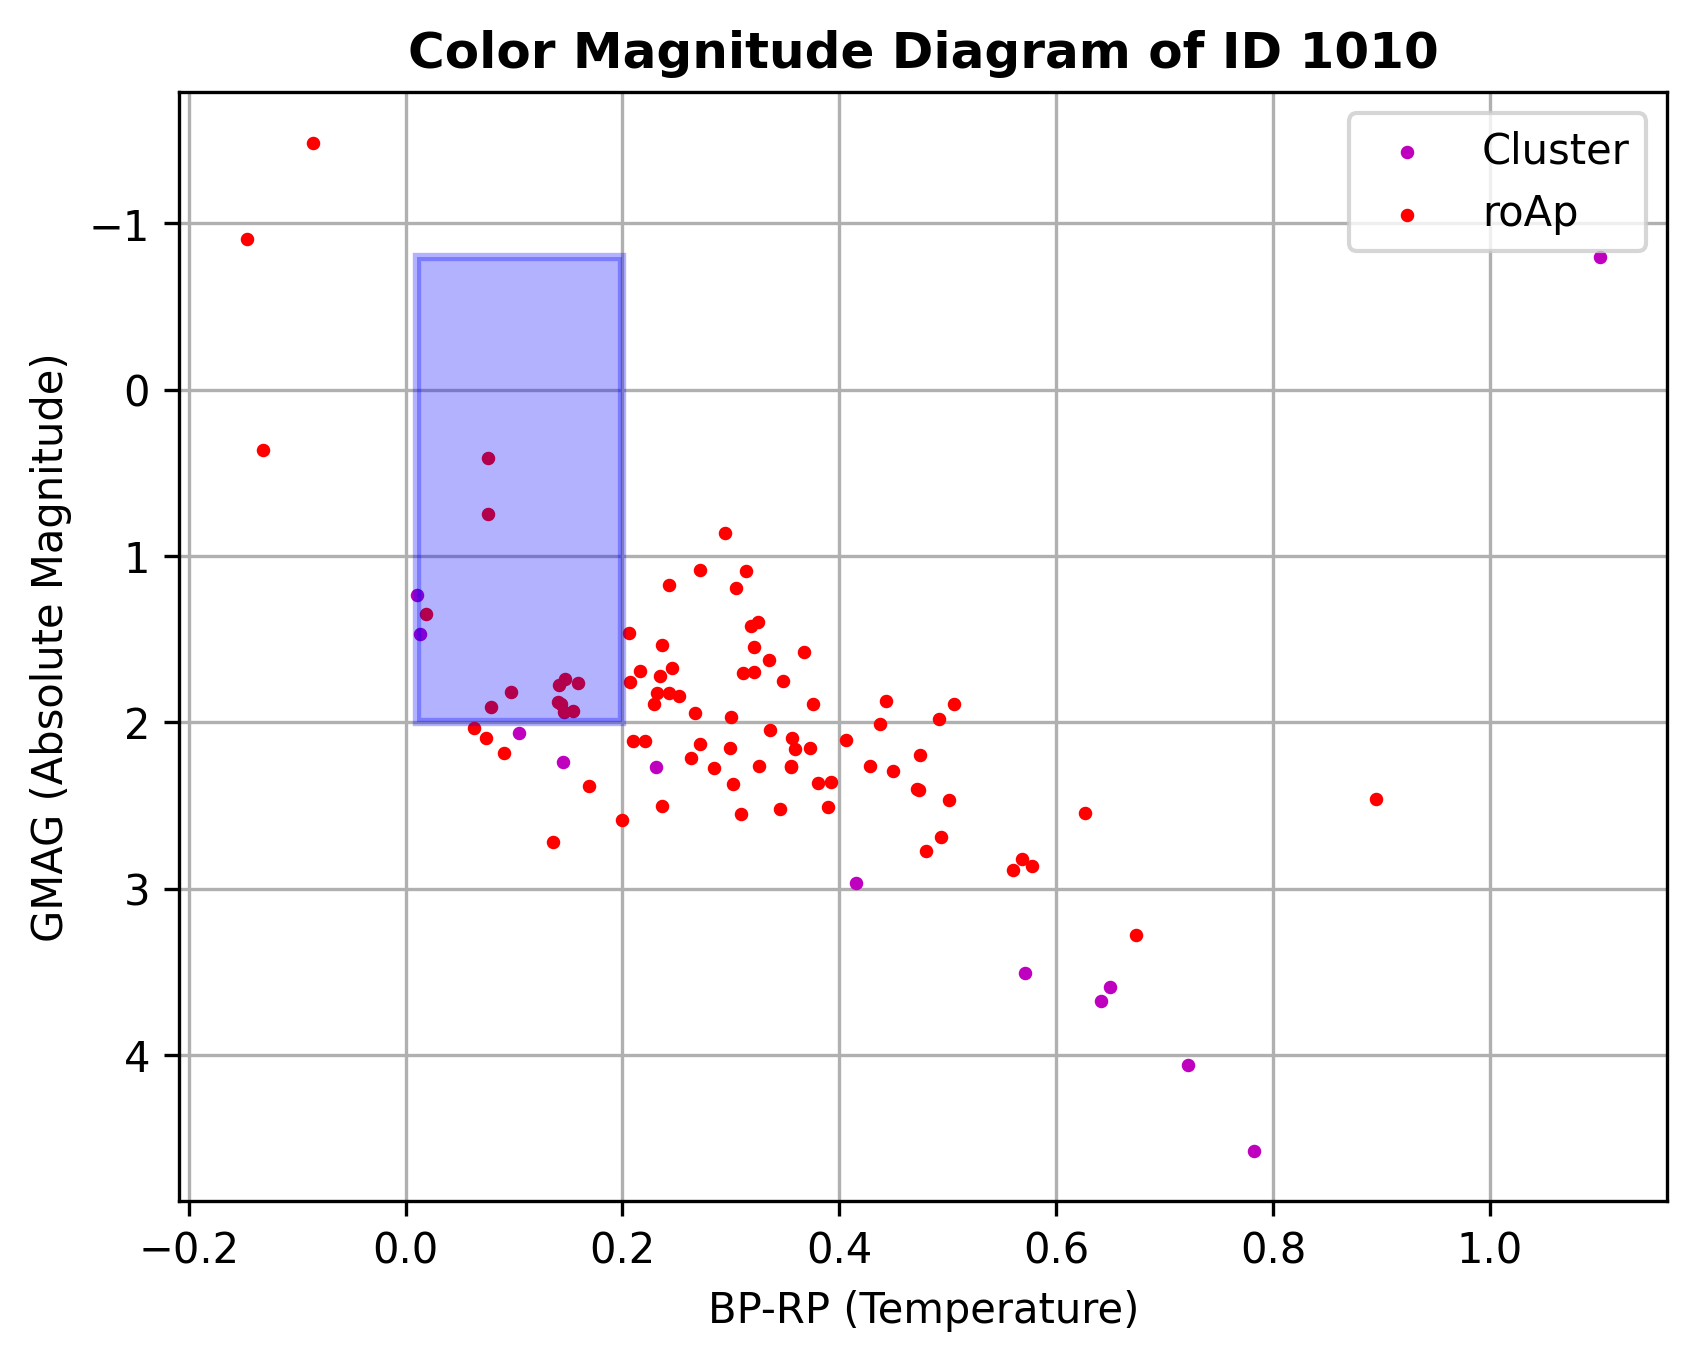 Color Magnitude Diagram of ID 1010
Cluster
roAp
GMAG (Absolute Magnitude)
−1
0
1
2
3
4
−0.2 0.0 0.2 0.4 0.6 0.8 1.0
BP-RP (Temperature)